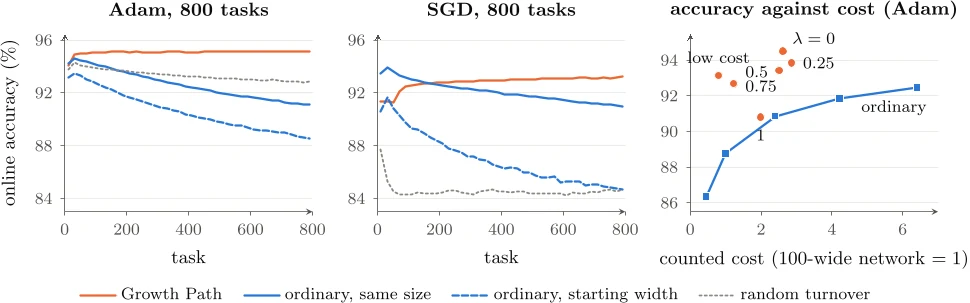 Adam, 800 tasks
online accuracy (%)
96
92
88
84
0
200
400
600
800
task
SGD, 800 tasks
96
92
88
84
0
200
400
600
800
task
accuracy against cost (Adam)
94
92
90
88
86
0
2
4
6
λ = 0
low cost
0.5
0.25
0.75
1
ordinary
counted cost (100-wide network = 1)
Growth Path
ordinary, same size
ordinary, starting width
random turnover